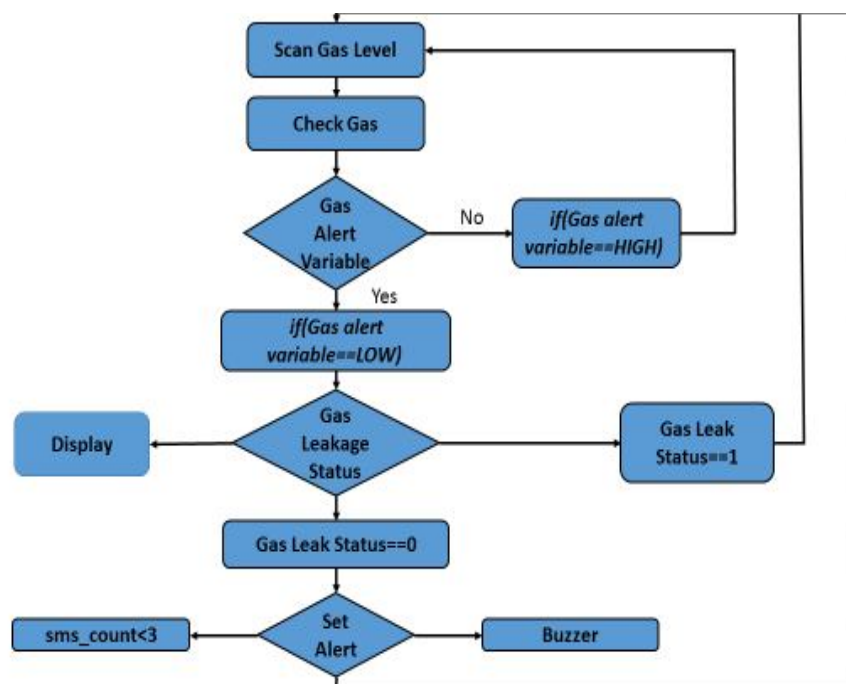 Scan Gas Level
Check Gas
Gas
Alert
Variable
No
if(Gas alert
variable==HIGH)
Yes
if(Gas alert
variable==LOW)
Gas
Leakage
Status
Display
Gas Leak
Status==1
Gas Leak Status==0
Set
Alert
sms_count<3
Buzzer